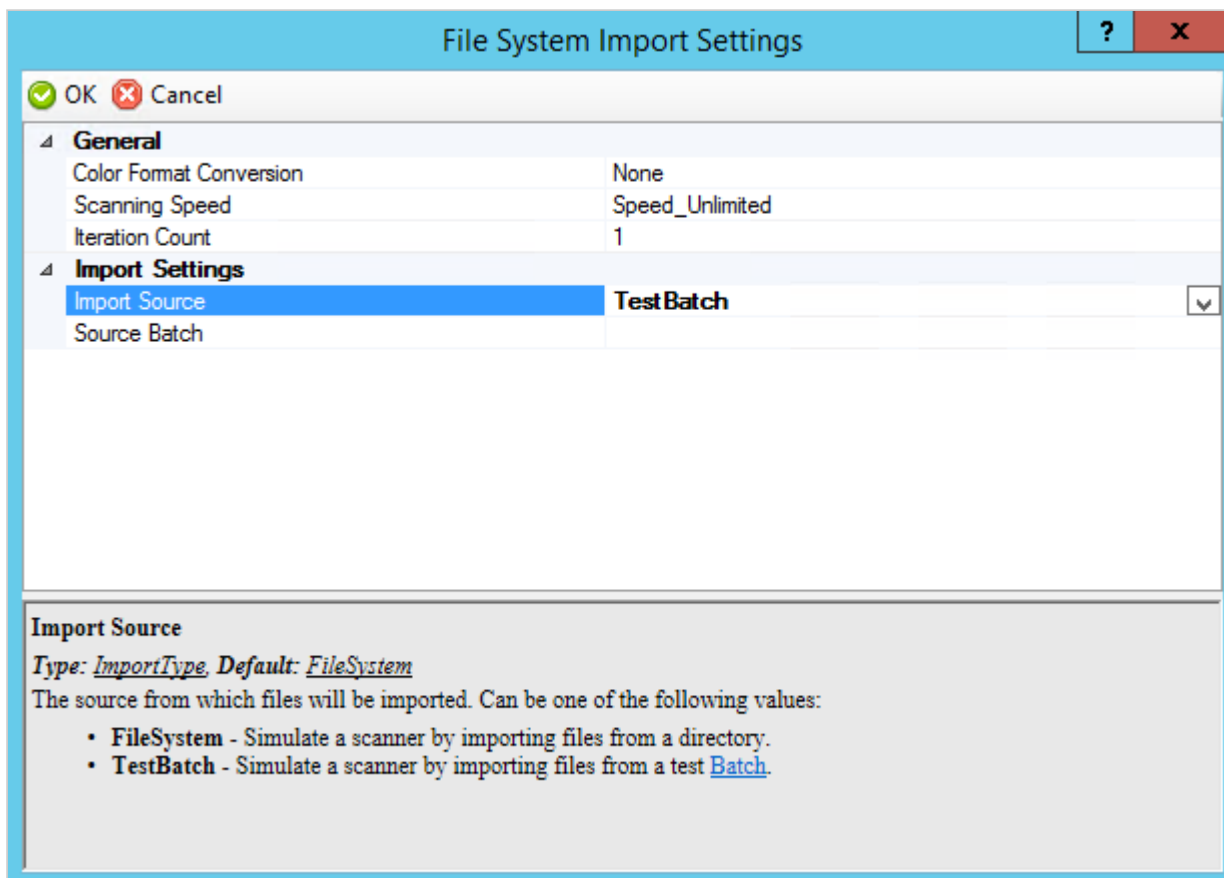 File System Import Settings
? x
OK Cancel
General
Color Format Conversion None
Scanning Speed Speed_Unlimited
Iteration Count 1
Import Settings
Import Source TestBatch
Source Batch
Import Source
Type: ImportType, Default: FileSystem
The source from which files will be imported. Can be one of the following values:
• FileSystem - Simulate a scanner by importing files from a directory.
• TestBatch - Simulate a scanner by importing files from a test Batch.